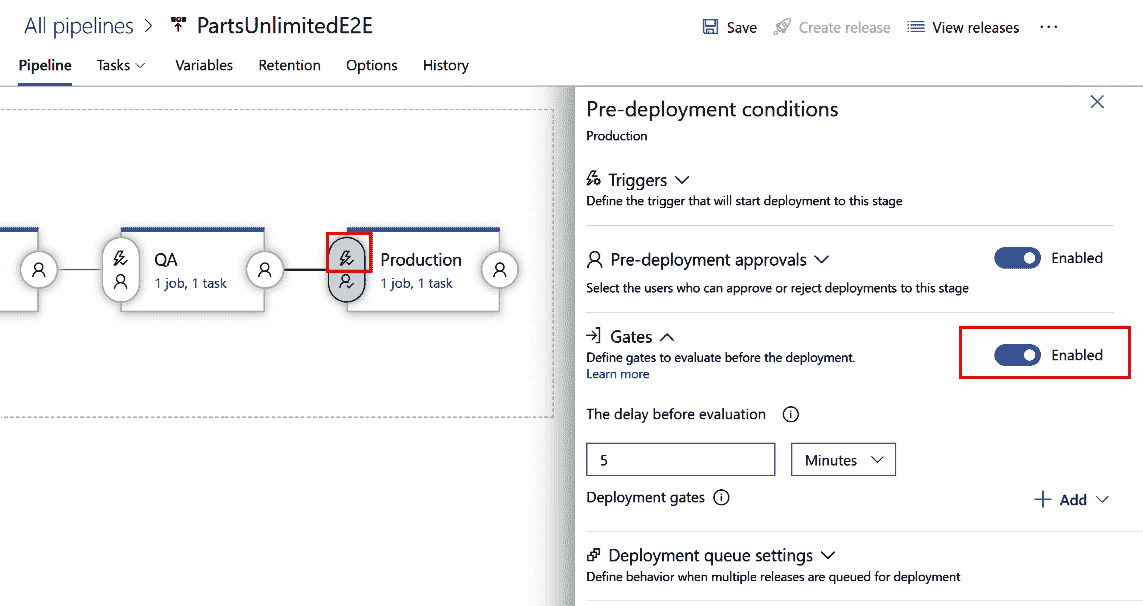 All pipelines > PartsUnlimitedE2E
Save Create release View releases ...
Pipeline Tasks Variables Retention Options History
QA
1 job, 1 task
Production
1 job, 1 task
Pre-deployment conditions
Production
Triggers
Define the trigger that will start deployment to this stage
Pre-deployment approvals Enabled
Select the users who can approve or reject deployments to this stage
Gates Enabled
Define gates to evaluate before the deployment.
Learn more
The delay before evaluation
5 Minutes
Deployment gates + Add
Deployment queue settings
Define behavior when multiple releases are queued for deployment